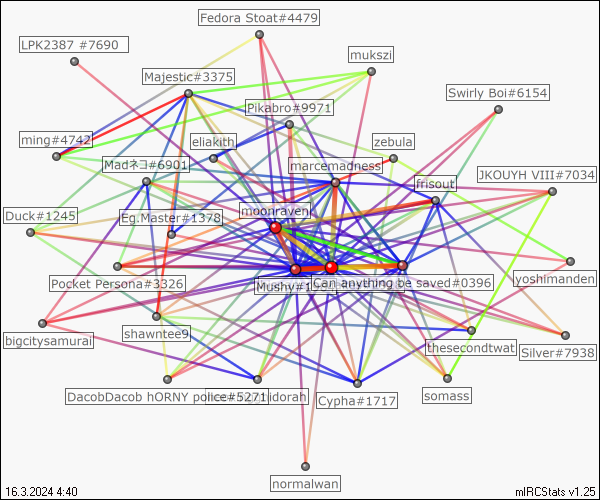 Fedora Stoat#4479
LPK2387 #7690
mukszi
Majestic#3375
Swirly Boi#6154
Pikabro#9971
ming#4742
eliakith
zebula
Madネコ#6901
marcemadness
JKOUYH VIII#7034
frisout
Duck#1245
Eg.Master#1378
moonraven
Pocket Persona#3326
Mushy#1
Can anything be saved#0396
yoshimanden
bigcitysamurai
shawntee9
thesecondtwat
Silver#7938
DacobDacob hORNY police#5271
idorah
Cypha#1717
somass
normalwan
16.3.2024 4:40
mIRCStats v1.25